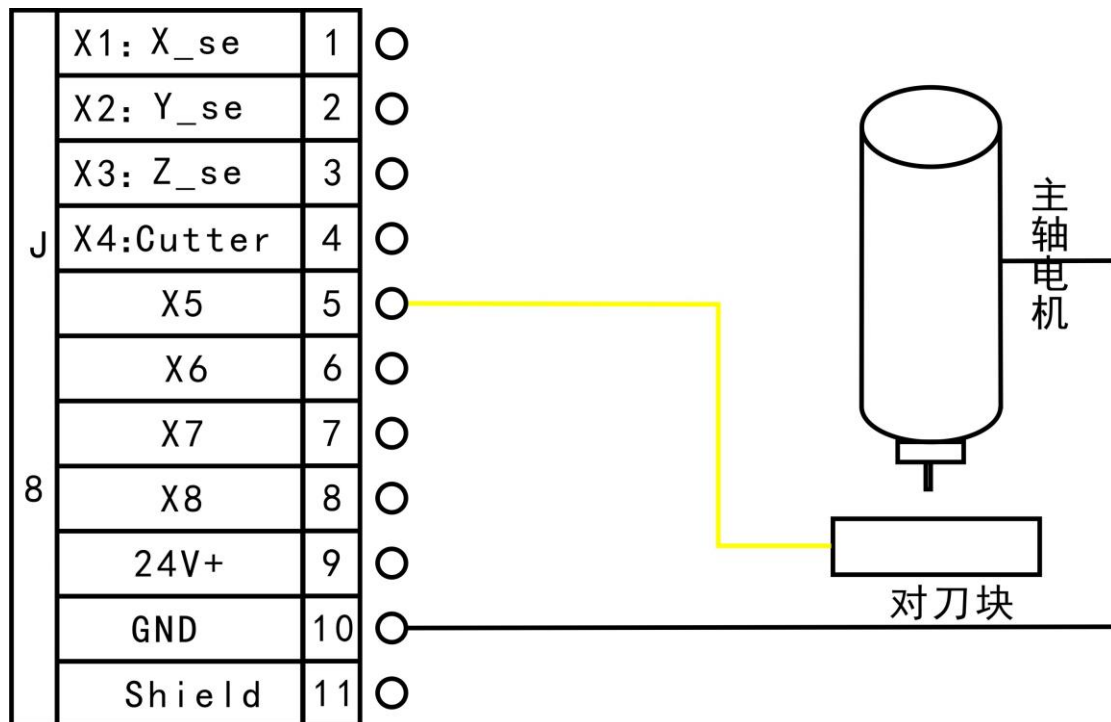 J
8
X1: X_se 1
X2: Y_se 2
X3: Z_se 3
X4:Cutter 4
X5 5
X6 6
X7 7
X8 8
24V+ 9
GND 10
Shield 11
主轴电机
对刀块